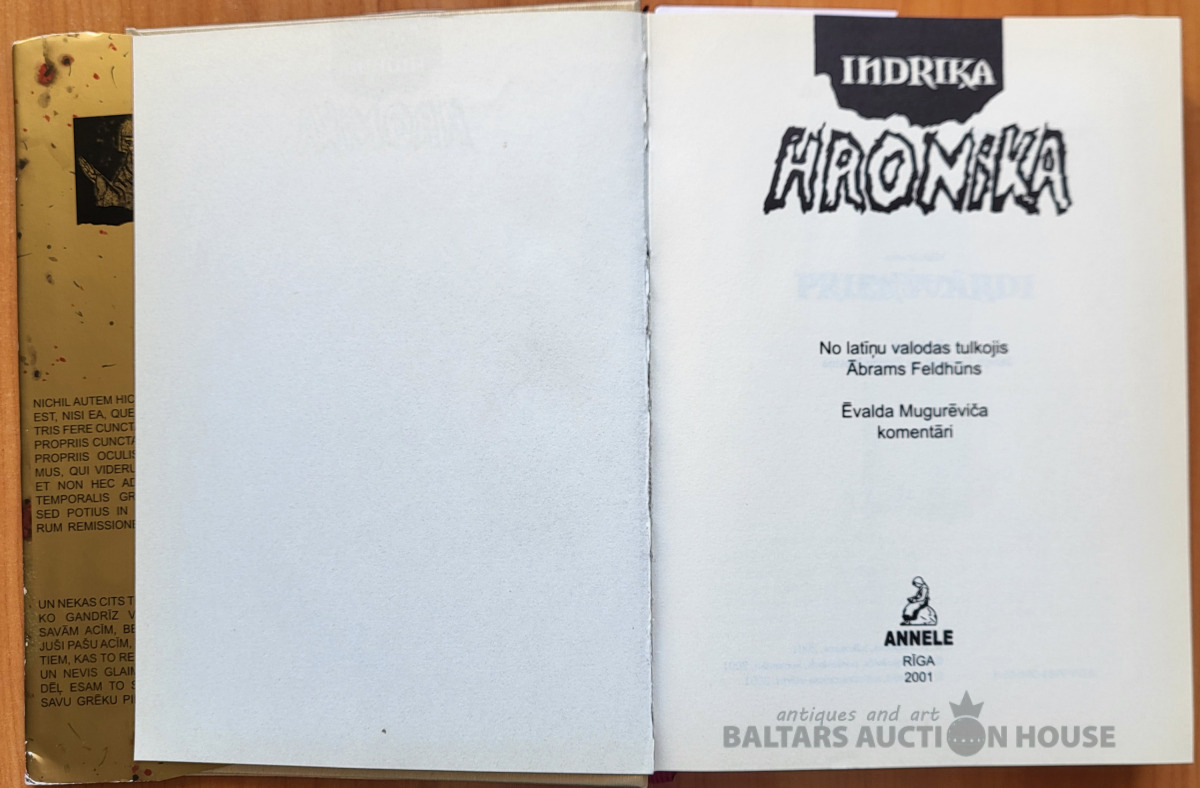 NICHIL AUTEM HIC
EST, NISI EA, QUE
TRIS FERE CUNCT
PROPRIIS CUNCTA
PROPRIIS OCULIS
MUS, QUI VIDERU
ET NON HEC AD
TEMPORALIS GR
SED POTIUS IN
RUM REMISSIONE
UN NEKAS CITS T
KO GANDRĪZ V
SAVĀM ACĪM, BE
JUŠI PAŠU ACĪM,
TIEM, KAS TO RE
UN NEVIS GLAIM
DĒĻ ESAM TO S
SAVU GRĒKU PI
INDRIĶA
HRONIKA
No latīņu valodas tulkojis
Ābrams Feldhūns
Ēvalda Mugurēviča
komentāri
ANNELE
RĪGA
2001
antiques and art
BALTARS AUCTION HOUSE